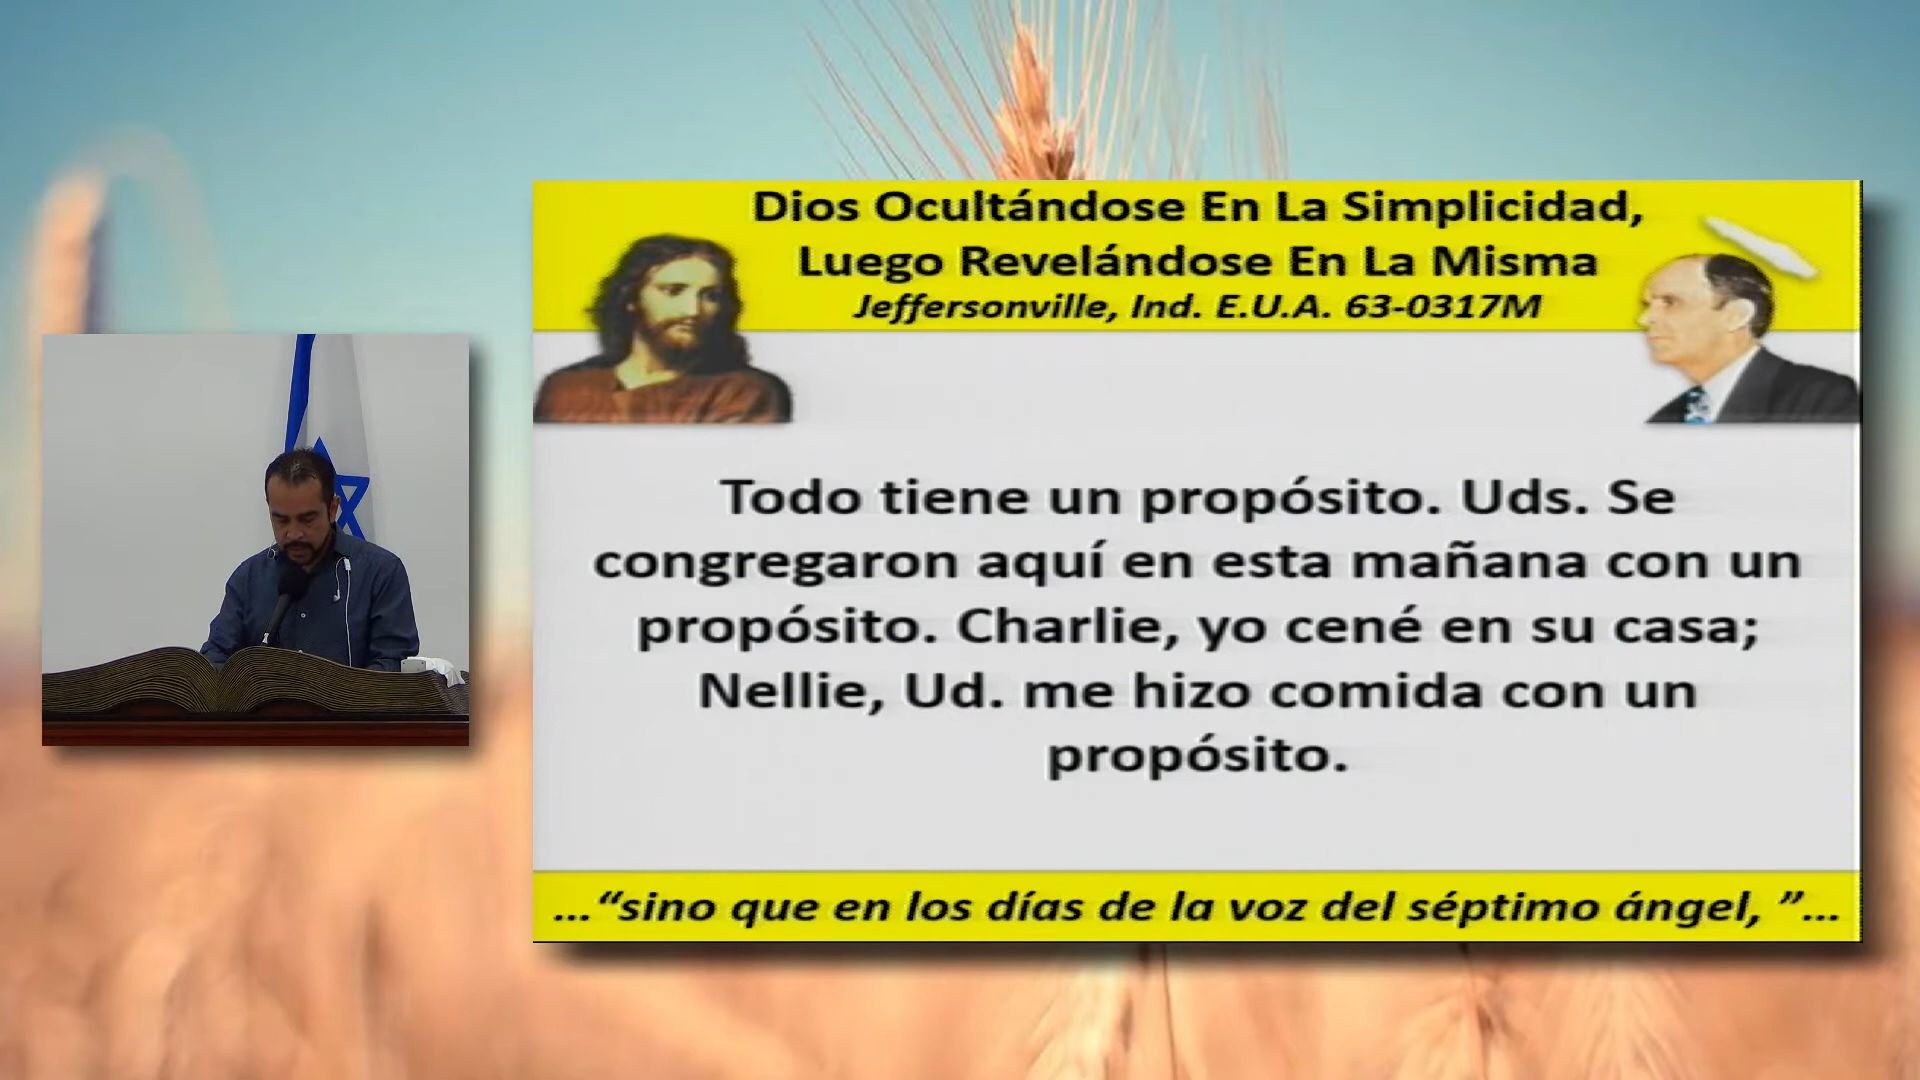 Dios Ocultándose En La Simplicidad,
Luego Revelándose En La Misma
Jeffersonville, Ind. E.U.A. 63-0317M
Todo tiene un propósito. Uds. Se
congregaron aquí en esta mañana con un
propósito. Charlie, yo cené en su casa;
Nellie, Ud. me hizo comida con un
propósito.
...“sino que en los días de la voz del séptimo ángel, ”...